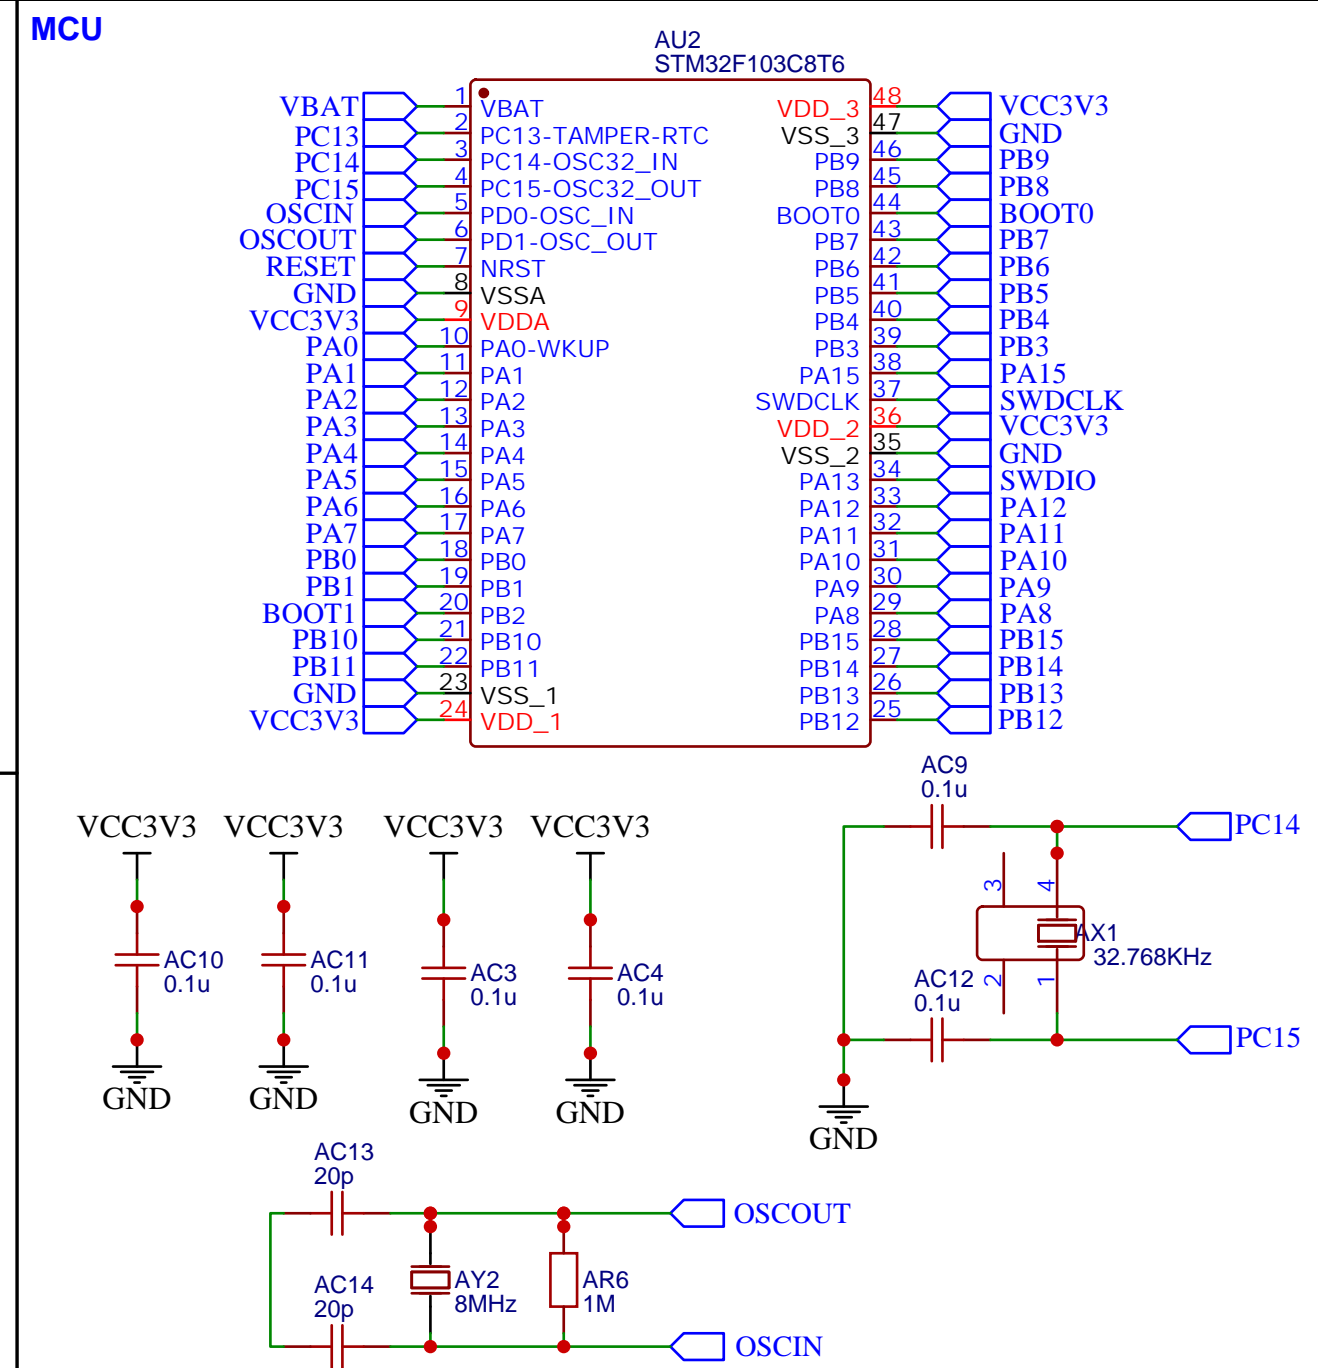 MCU
AU2
STM32F103C8T6
VBAT 1 VBAT VDD_3 48 VCC3V3
PC13 2 PC13-TAMPER-RTC VSS_3 47 GND
PC14 3 PC14-OSC32_IN PB9 46 PB9
PC15 4 PC15-OSC32_OUT PB8 45 PB8
OSCIN 5 PD0-OSC_IN BOOT0 44 BOOT0
OSCOUT 6 PD1-OSC_OUT PB7 43 PB7
RESET 7 NRST PB6 42 PB6
GND 8 VSSA PB5 41 PB5
VCC3V3 9 VDDA PB4 40 PB4
PA0 10 PA0-WKUP PB3 39 PB3
PA1 11 PA1 PA15 38 PA15
PA2 12 PA2 SWDCLK 37 SWDCLK
PA3 13 PA3 VDD_2 36 VCC3V3
PA4 14 PA4 VSS_2 35 GND
PA5 15 PA5 PA13 34 SWDIO
PA6 16 PA6 PA12 33 PA12
PA7 17 PA7 PA11 32 PA11
PB0 18 PB0 PA10 31 PA10
PB1 19 PB1 PA9 30 PA9
BOOT1 20 PB2 PA8 29 PA8
PB10 21 PB10 PB15 28 PB15
PB11 22 PB11 PB14 27 PB14
GND 23 VSS_1 PB13 26 PB13
VCC3V3 24 VDD_1 PB12 25 PB12
VCC3V3 VCC3V3 VCC3V3 VCC3V3
AC10
0.1u
AC11
0.1u
AC3
0.1u
AC4
0.1u
GND GND GND GND
AC9
0.1u
PC14
3 4
AX1
32.768KHz
2 1
AC12
0.1u
PC15
GND
AC13
20p
OSCOUT
AY2
8MHz
AR6
1M
AC14
20p
OSCIN